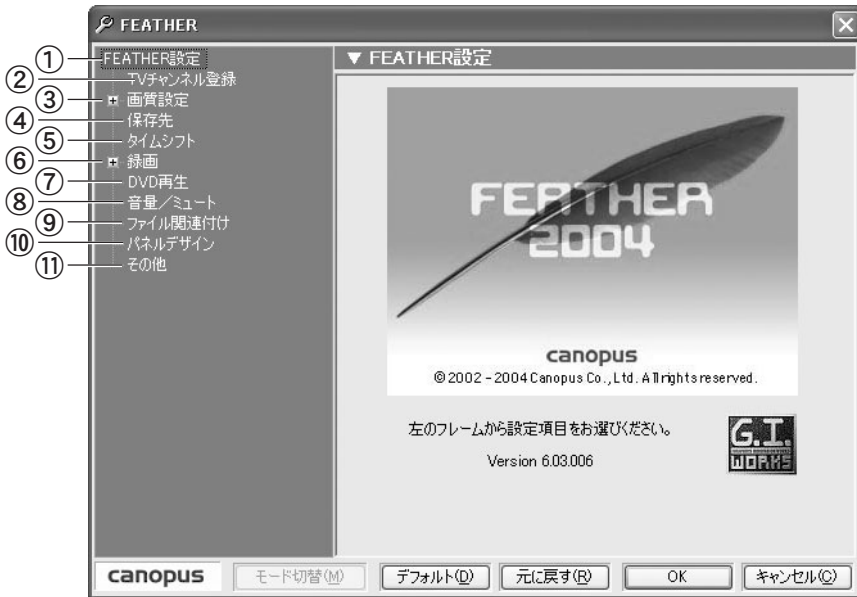 FEATHER
① FEATHER設定
② TVチャンネル登録
③ 画質設定
④ 保存先
⑤ タイムシフト
⑥ 録画
⑦ DVD再生
⑧ 音量/ミュート
⑨ ファイル関連付け
⑩ パネルデザイン
⑪ その他
▼ FEATHER設定
FEATHER
2004
canopus
© 2002 - 2004 Canopus Co., Ltd. All rights reserved.
左のフレームから設定項目をお選びください。
Version 6.03.006
G.I.
WORKS
canopus
モード切替(M)
デフォルト(D)
元に戻す(R)
OK
キャンセル(C)